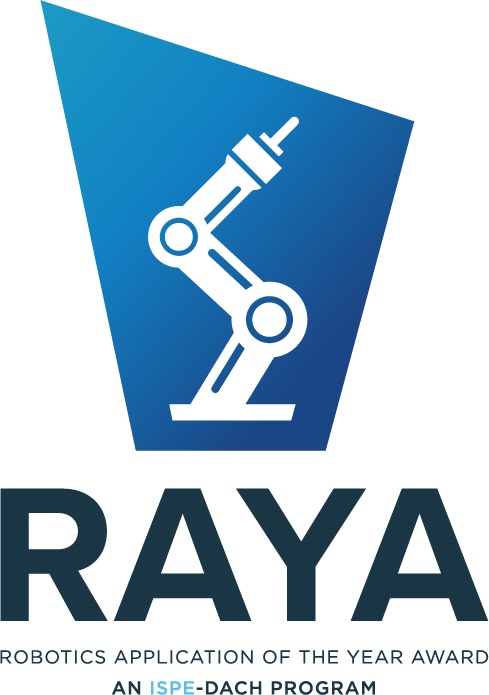 RAYA
ROBOTICS APPLICATION OF THE YEAR AWARD
AN ISPE-DACH PROGRAM